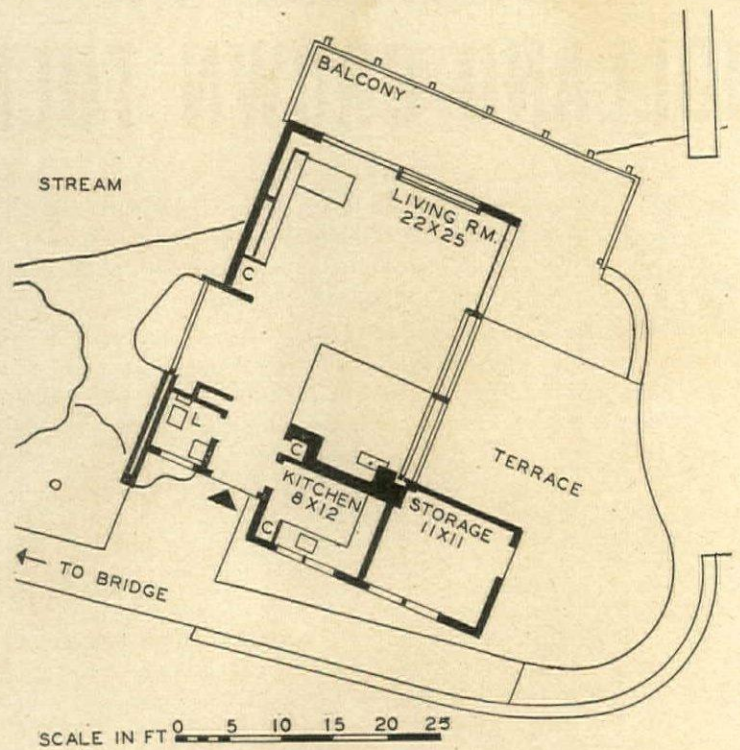 BALCONY
STREAM
LIVING RM.
22X25
C
L
C
TERRACE
KITCHEN
8X12
STORAGE
11X11
C
← TO BRIDGE
SCALE IN FT 0 5 10 15 20 25